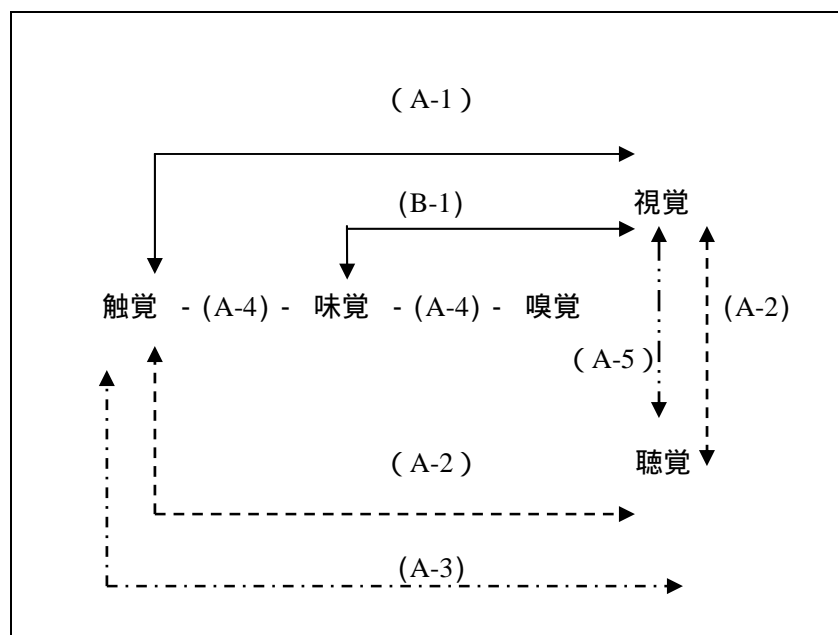 （A-1）
(B-1)
視覚
触覚 - (A-4) - 味覚 - (A-4) - 嗅覚
(A-2)
（A-5）
（A-2）
聴覚
(A-3)